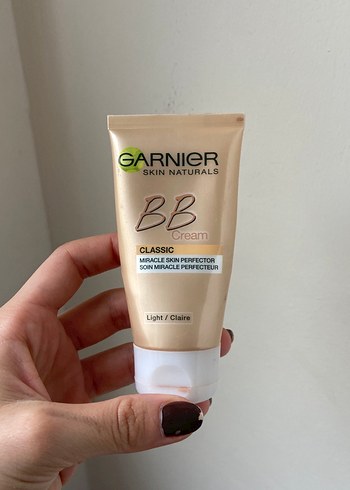 GARNIER
SKIN NATURALS
BB
Cream
CLASSIC
MIRACLE SKIN PERFECTOR
SOIN MIRACLE PERFECTEUR
Light / Claire